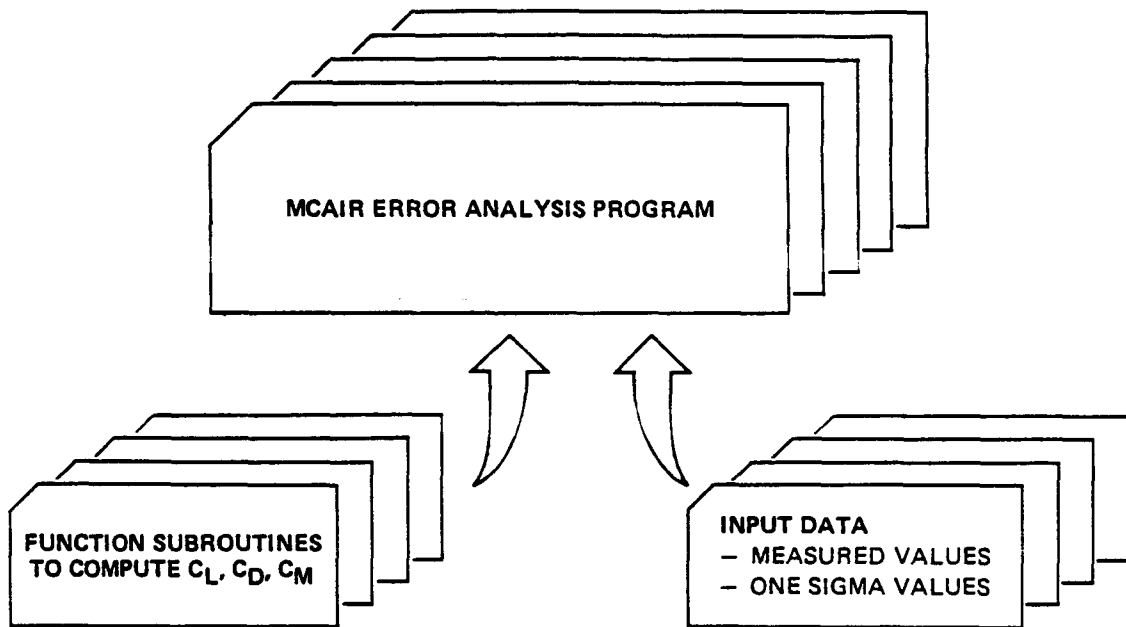 MCAIR ERROR ANALYSIS PROGRAM
FUNCTION SUBROUTINES
TO COMPUTE CL, CD, CM
INPUT DATA
– MEASURED VALUES
– ONE SIGMA VALUES